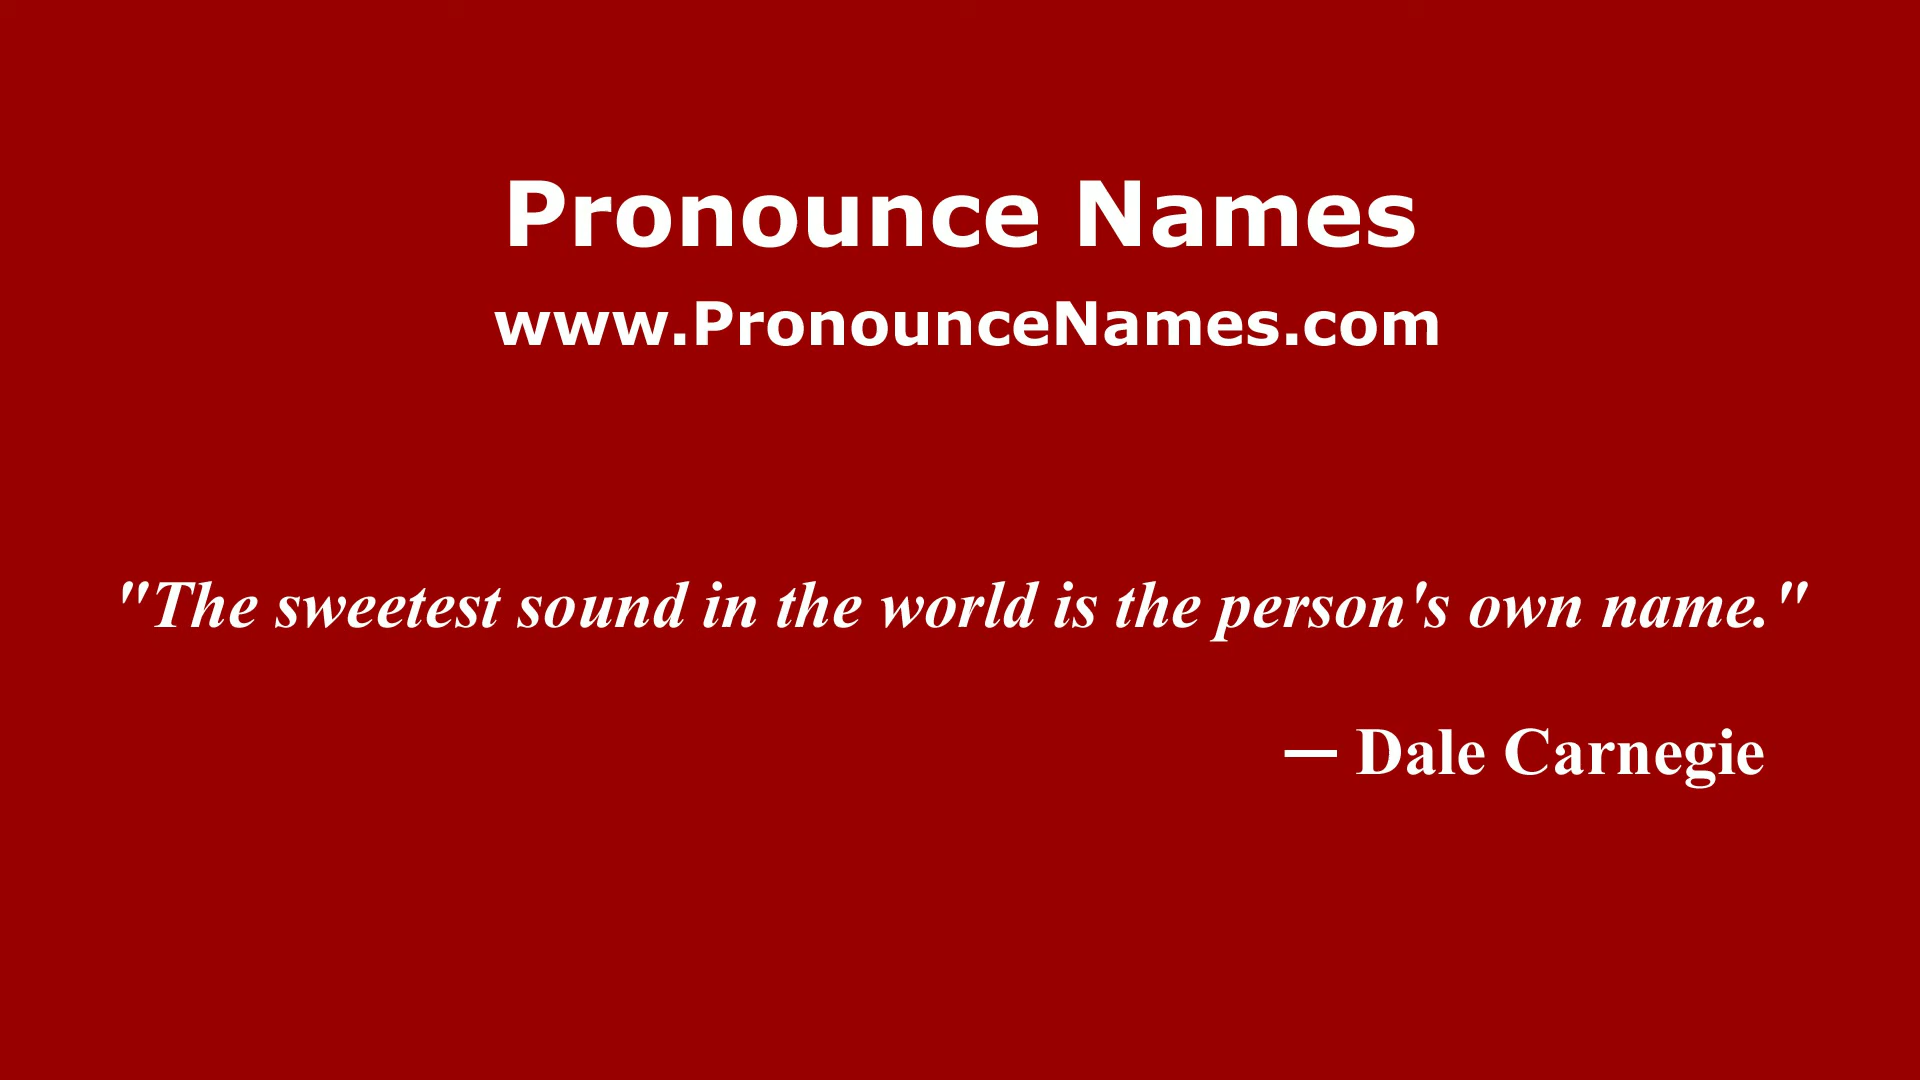 Pronounce Names
www.PronounceNames.com
"The sweetest sound in the world is the person's own name."
— Dale Carnegie